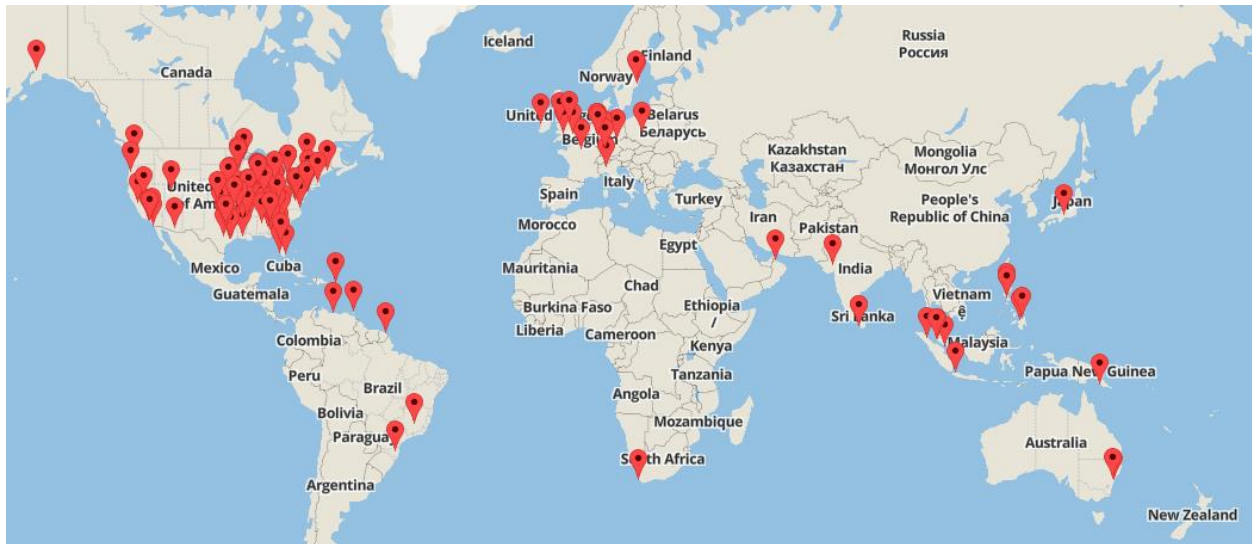 Iceland
Russia
Россия
Finland
Canada
Norway
United
Belarus
Беларусь
Belgium
Kazakhstan
Казахстан
Mongolia
Монгол Улс
United
of Am
Italy
Spain
Turkey
Japan
People's
Republic of China
Morocco
Iran
Pakistan
Egypt
Mexico
Cuba
Mauritania
India
Guatemala
Chad
Vietnam
Burkina Faso
Ethiopia
/
Sri Lanka
Liberia
Cameroon
Colombia
Kenya
Malaysia
Peru
Brazil
Tanzania
Papua New Guinea
Angola
Bolivia
Mozambique
Paraguay
Australia
South Africa
Argentina
New Zealand